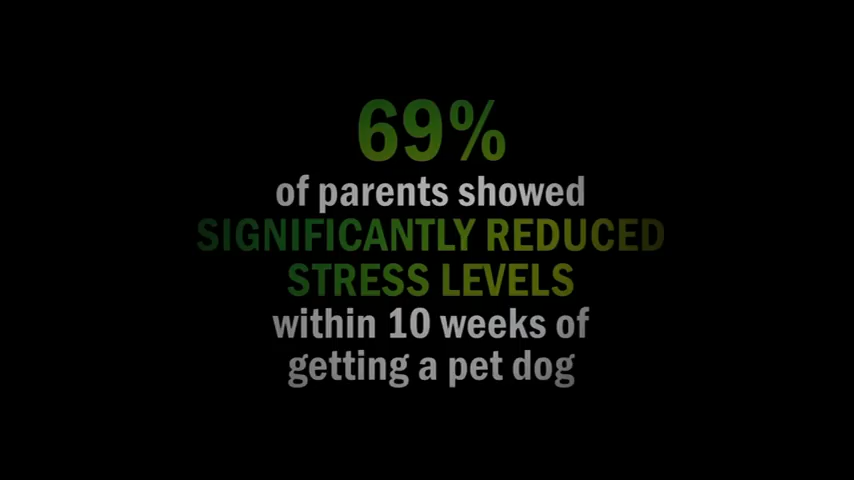 69%
of parents showed
SIGNIFICANTLY REDUCED
STRESS LEVELS
within 10 weeks of
getting a pet dog